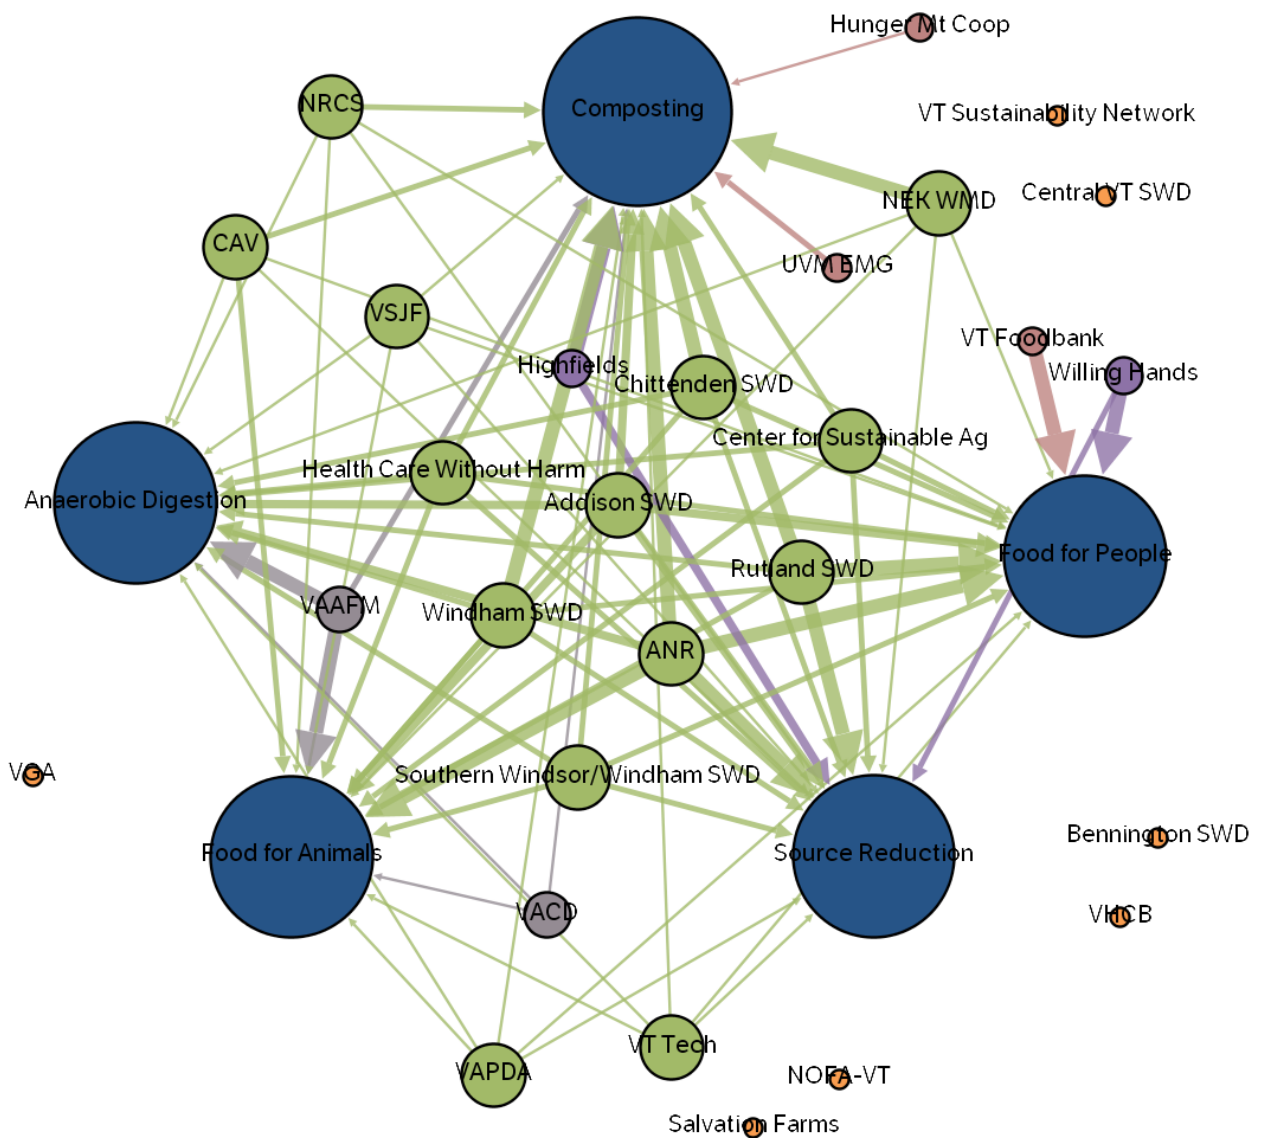 Hunger Mt Coop
NRCS
Composting
VT Sustainability Network
Central VT SWD
NEK WMD
CAV
UVM EMG
VSJF
VT Foodbank
Highfields
Willing Hands
Chittenden SWD
Center for Sustainable Ag
Health Care Without Harm
Anaerobic Digestion
Addison SWD
Food for People
Rutland SWD
VAAFM
Windham SWD
ANR
VGA
Southern Windsor/Windham SWD
Bennington SWD
Food for Animals
Source Reduction
VACD
VHCB
VT Tech
VAPDA
NOFA-VT
Salvation Farms